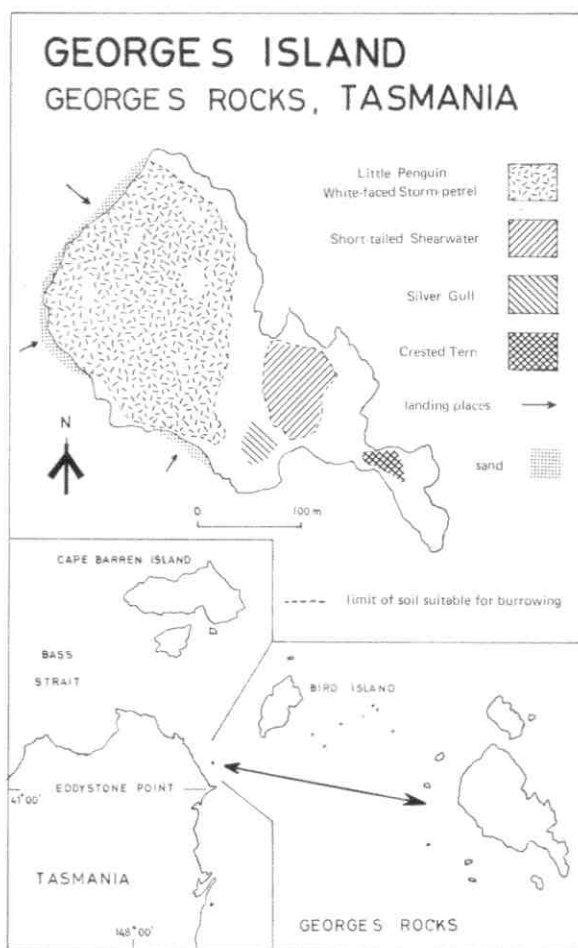 GEORGES ISLAND
GEORGES ROCKS, TASMANIA
Little Penguin
White-faced Storm-petrel
Short-tailed Shearwater
Silver Gull
Crested Tern
landing places
sand
N
0 100 m
limit of soil suitable for burrowing
CAPE BARREN ISLAND
BASS
STRAIT
EDDYSTONE POINT
41°00'
TASMANIA
148°00'
BIRD ISLAND
GEORGES ROCKS